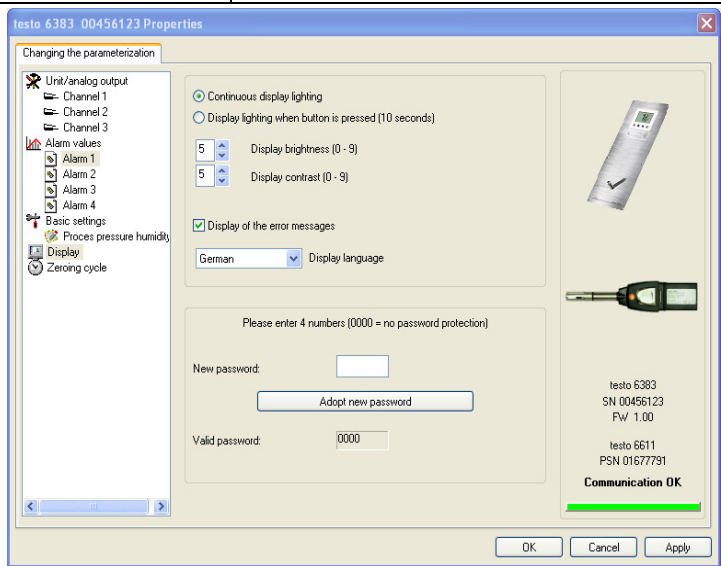 testo 6383 00456123 Properties
Changing the parameterization
Unit/analog output
Channel 1
Channel 2
Channel 3
Alarm values
Alarm 1
Alarm 2
Alarm 3
Alarm 4
Basic settings
Proces pressure humidity
Display
Zeroing cycle
Continuous display lighting
Display lighting when button is pressed (10 seconds)
5 Display brightness (0 - 9)
5 Display contrast (0 - 9)
Display of the error messages
German Display language
Please enter 4 numbers (0000 = no password protection)
New password:
Adopt new password
Valid password: 0000
testo 6383
SN 00456123
FW 1.00
testo 6611
PSN 01677791
Communication OK
OK Cancel Apply